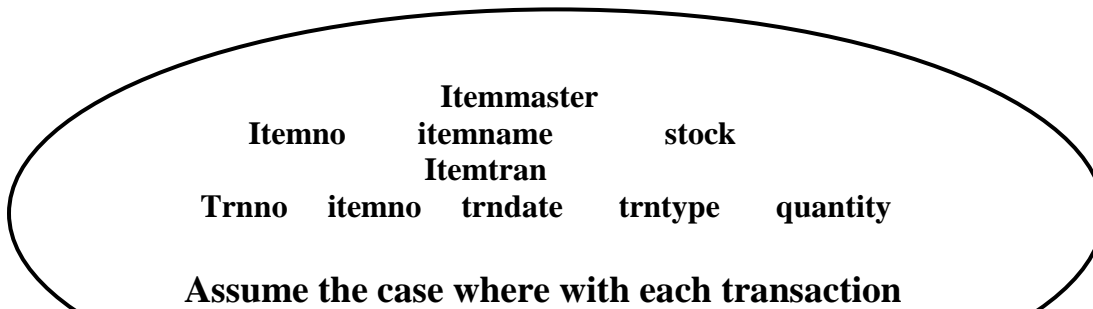 Itemmaster
Itemno itemname stock
Itemtran
Trnno itemno trndate trntype quantity
Assume the case where with each transaction